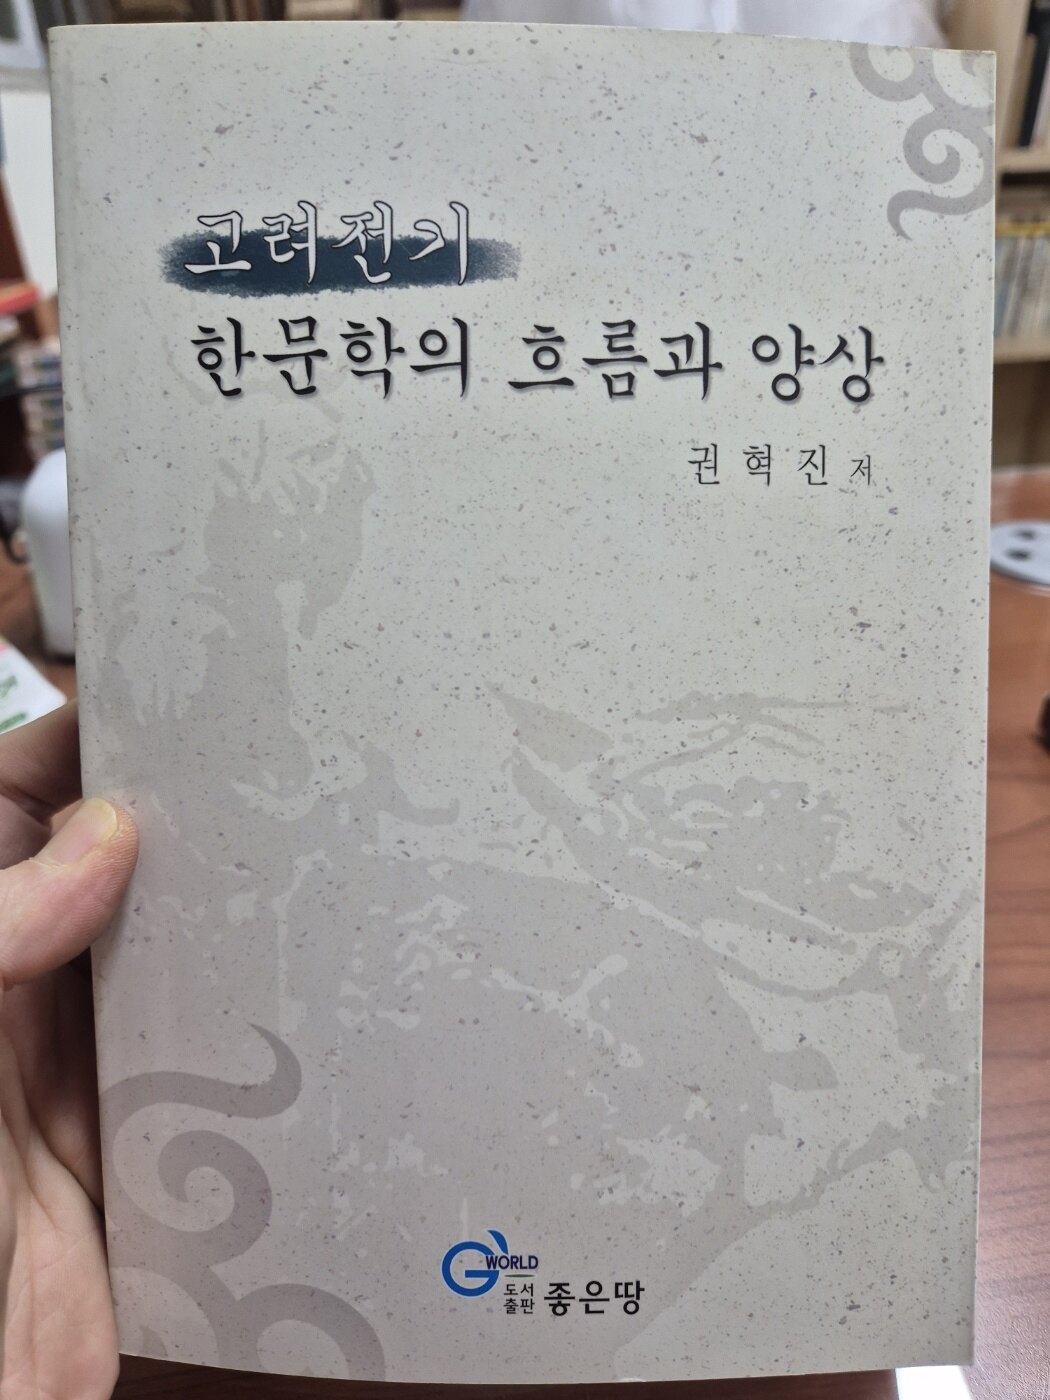 고려전기
한문학의 흐름과 양상
권혁진 저
G WORLD
도서
출판 좋은땅